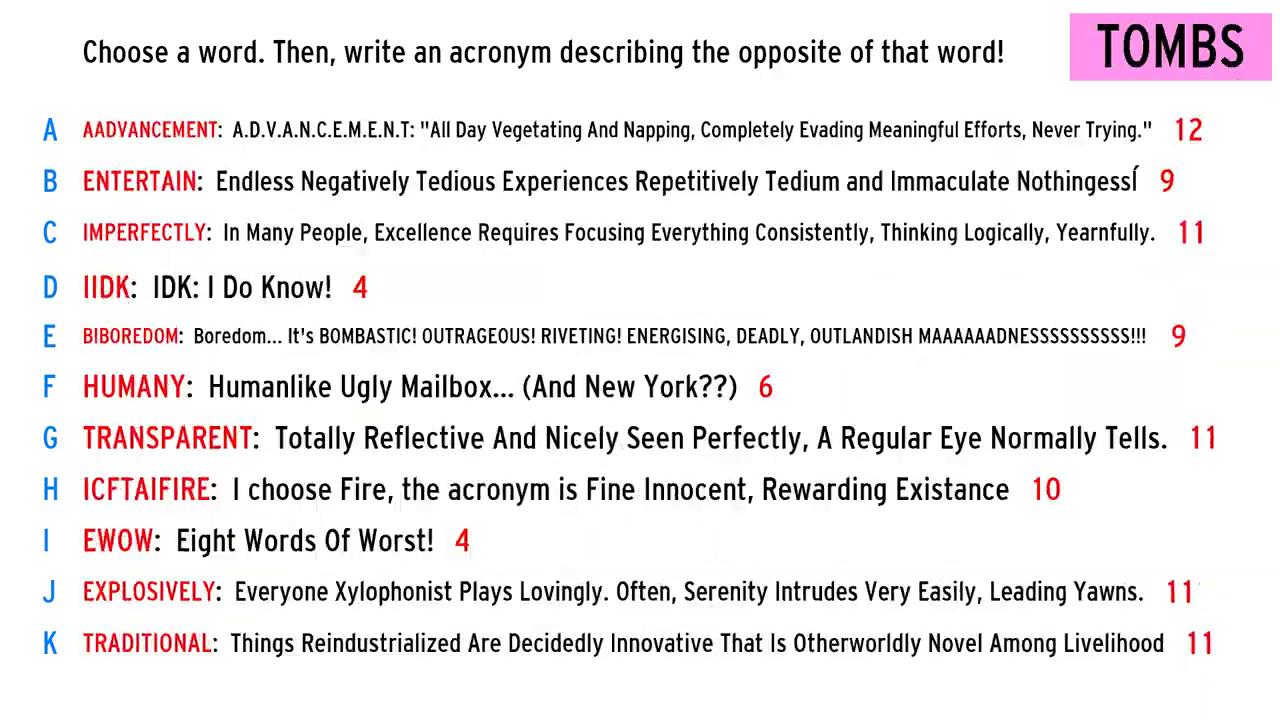 Choose a word. Then, write an acronym describing the opposite of that word!
TOMBS
A AADVANCEMENT: A.D.V.A.N.C.E.M.E.N.T: "All Day Vegetating And Napping, Completely Evading Meaningful Efforts, Never Trying." 12
B ENTERTAIN: Endless Negatively Tedious Experiences Repetitively Tedium and Immaculate NothingessÍ 9
C IMPERFECTLY: In Many People, Excellence Requires Focusing Everything Consistently, Thinking Logically, Yearnfully. 11
D IIDK: IDK: I Do Know! 4
E BIBOREDOM: Boredom... It's BOMBASTIC! OUTRAGEOUS! RIVETING! ENERGISING, DEADLY, OUTLANDISH MAAAAAADNESSSSSSSSSS!!! 9
F HUMANY: Humanlike Ugly Mailbox... (And New York??) 6
G TRANSPARENT: Totally Reflective And Nicely Seen Perfectly, A Regular Eye Normally Tells. 11
H ICFTAIFIRE: I choose Fire, the acronym is Fine Innocent, Rewarding Existance 10
I EWOW: Eight Words Of Worst! 4
J EXPLOSIVELY: Everyone Xylophonist Plays Lovingly. Often, Serenity Intrudes Very Easily, Leading Yawns. 11
K TRADITIONAL: Things Reindustrialized Are Decidedly Innovative That Is Otherworldly Novel Among Livelihood 11